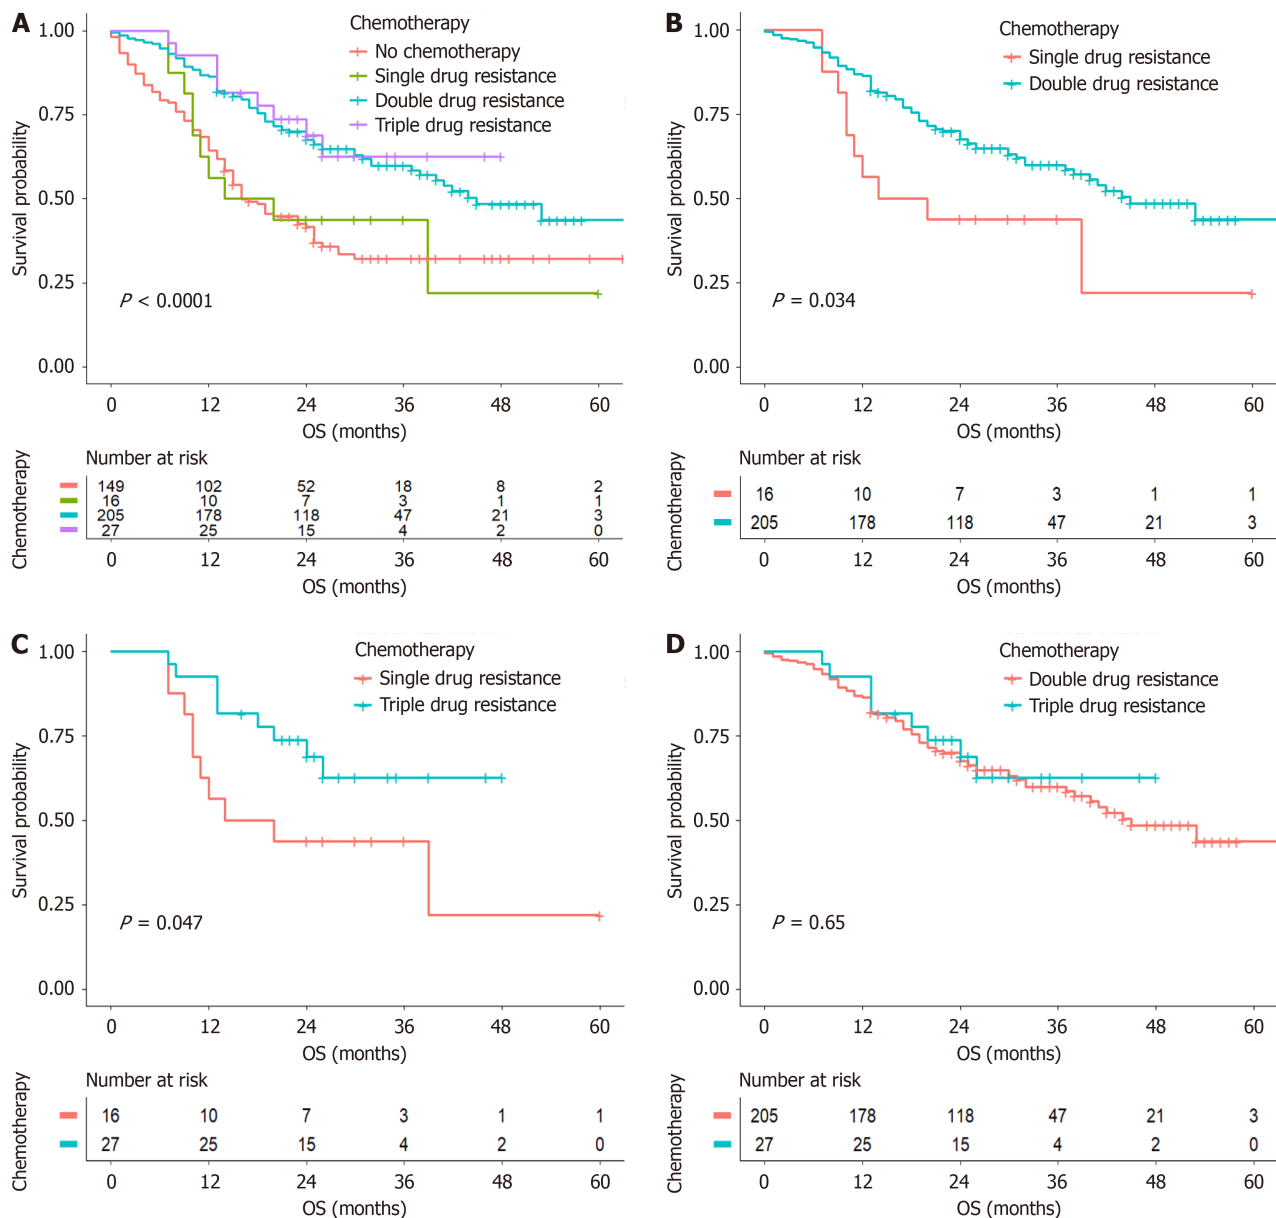 A
Chemotherapy
No chemotherapy
Single drug resistance
Double drug resistance
Triple drug resistance
Survival probability
1.00
0.75
0.50
0.25
0.00
P < 0.0001
0 12 24 36 48 60
OS (months)
Number at risk
Chemotherapy
149 102 52 18 8 2
16 10 7 3 1 1
205 178 118 47 21 3
27 25 15 4 2 0
0 12 24 36 48 60
OS (months)
B
Chemotherapy
Single drug resistance
Double drug resistance
Survival probability
1.00
0.75
0.50
0.25
0.00
P = 0.034
0 12 24 36 48 60
OS (months)
Number at risk
Chemotherapy
16 10 7 3 1 1
205 178 118 47 21 3
0 12 24 36 48 60
OS (months)
C
Chemotherapy
Single drug resistance
Triple drug resistance
Survival probability
1.00
0.75
0.50
0.25
0.00
P = 0.047
0 12 24 36 48 60
OS (months)
Number at risk
Chemotherapy
16 10 7 3 1 1
27 25 15 4 2 0
0 12 24 36 48 60
OS (months)
D
Chemotherapy
Double drug resistance
Triple drug resistance
Survival probability
1.00
0.75
0.50
0.25
0.00
P = 0.65
0 12 24 36 48 60
OS (months)
Number at risk
Chemotherapy
205 178 118 47 21 3
27 25 15 4 2 0
0 12 24 36 48 60
OS (months)